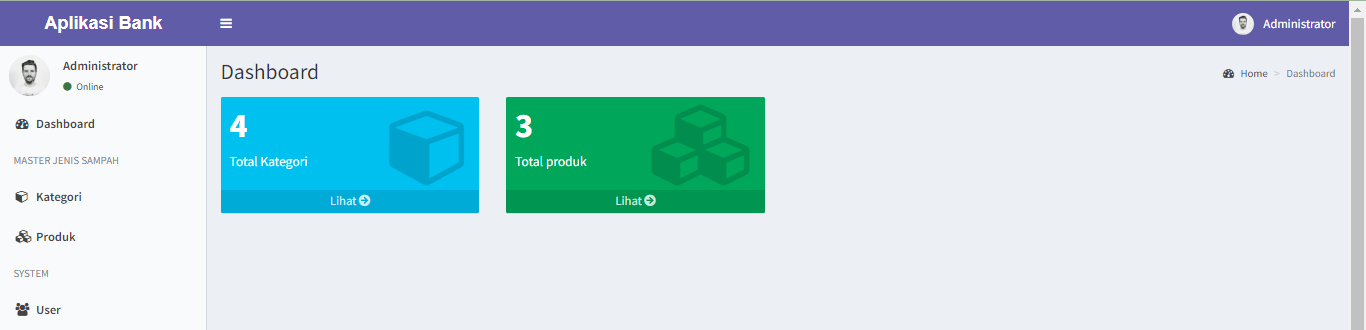 Aplikasi Bank
Administrator
Administrator
Online
Dashboard
MASTER JENIS SAMPAH
Kategori
Produk
SYSTEM
User
Dashboard
Home > Dashboard
4
Total Kategori
Lihat
3
Total produk
Lihat